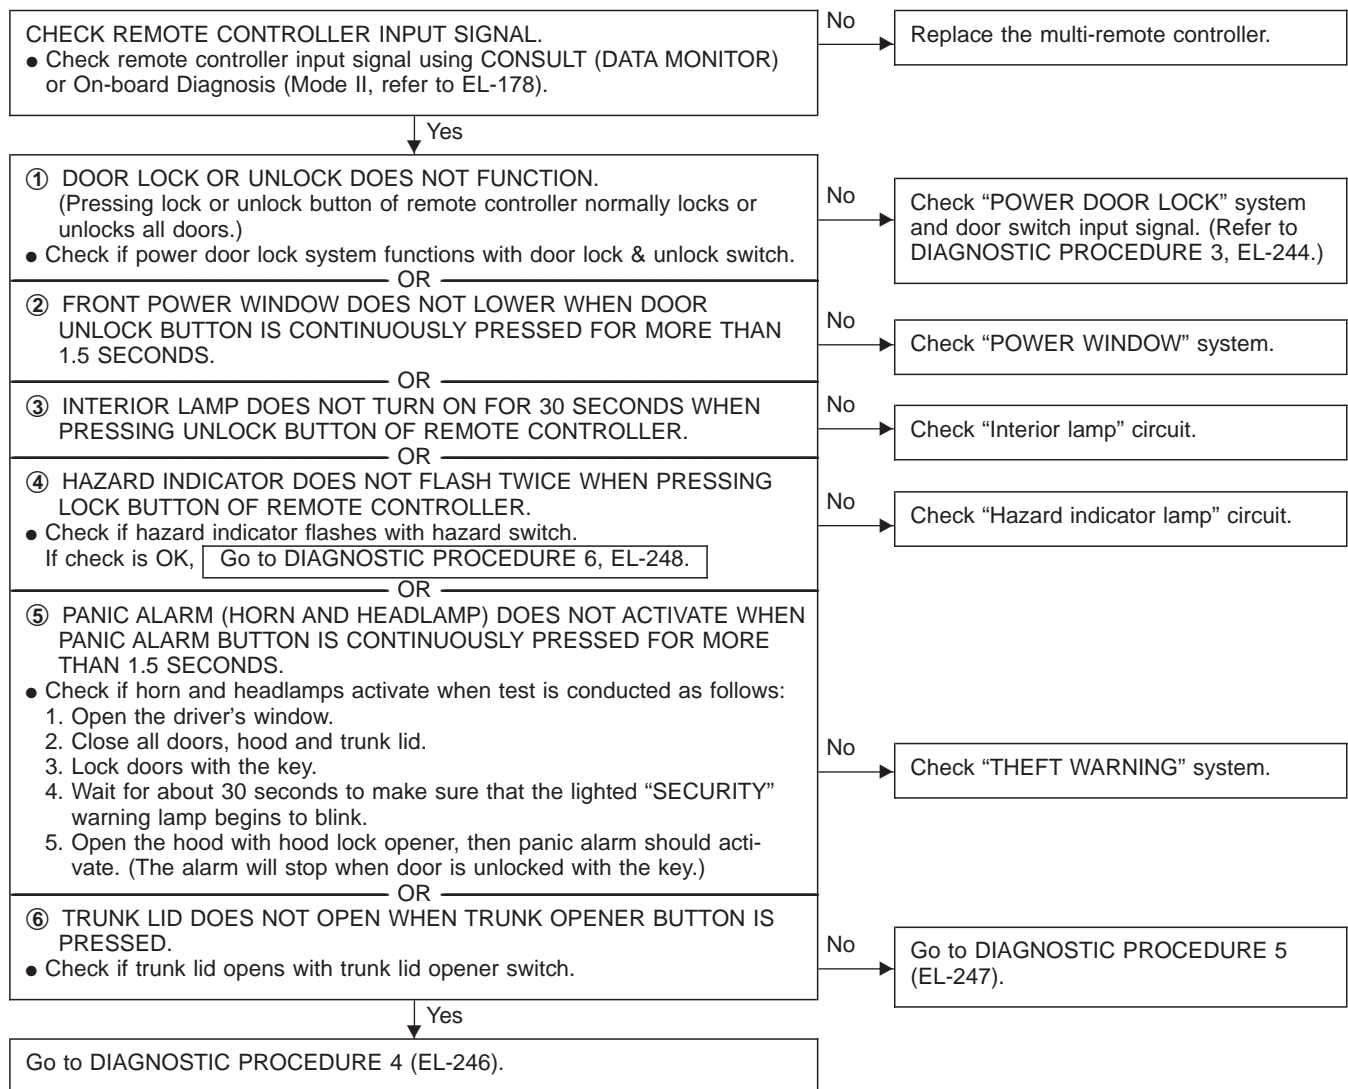 CHECK REMOTE CONTROLLER INPUT SIGNAL.
● Check remote controller input signal using CONSULT (DATA MONITOR)
or On-board Diagnosis (Mode II, refer to EL-178).
No
Replace the multi-remote controller.
Yes
① DOOR LOCK OR UNLOCK DOES NOT FUNCTION.
(Pressing lock or unlock button of remote controller normally locks or
unlocks all doors.)
● Check if power door lock system functions with door lock & unlock switch.
No
Check “POWER DOOR LOCK” system
and door switch input signal. (Refer to
DIAGNOSTIC PROCEDURE 3, EL-244.)
OR
② FRONT POWER WINDOW DOES NOT LOWER WHEN DOOR
UNLOCK BUTTON IS CONTINUOUSLY PRESSED FOR MORE THAN
1.5 SECONDS.
No
Check “POWER WINDOW” system.
OR
③ INTERIOR LAMP DOES NOT TURN ON FOR 30 SECONDS WHEN
PRESSING UNLOCK BUTTON OF REMOTE CONTROLLER.
No
Check “Interior lamp” circuit.
OR
④ HAZARD INDICATOR DOES NOT FLASH TWICE WHEN PRESSING
LOCK BUTTON OF REMOTE CONTROLLER.
● Check if hazard indicator flashes with hazard switch.
If check is OK, Go to DIAGNOSTIC PROCEDURE 6, EL-248.
No
Check “Hazard indicator lamp” circuit.
OR
⑤ PANIC ALARM (HORN AND HEADLAMP) DOES NOT ACTIVATE WHEN
PANIC ALARM BUTTON IS CONTINUOUSLY PRESSED FOR MORE
THAN 1.5 SECONDS.
● Check if horn and headlamps activate when test is conducted as follows:
1. Open the driver’s window.
2. Close all doors, hood and trunk lid.
3. Lock doors with the key.
4. Wait for about 30 seconds to make sure that the lighted “SECURITY”
warning lamp begins to blink.
5. Open the hood with hood lock opener, then panic alarm should acti-
vate. (The alarm will stop when door is unlocked with the key.)
No
Check “THEFT WARNING” system.
OR
⑥ TRUNK LID DOES NOT OPEN WHEN TRUNK OPENER BUTTON IS
PRESSED.
● Check if trunk lid opens with trunk lid opener switch.
No
Go to DIAGNOSTIC PROCEDURE 5
(EL-247).
Yes
Go to DIAGNOSTIC PROCEDURE 4 (EL-246).